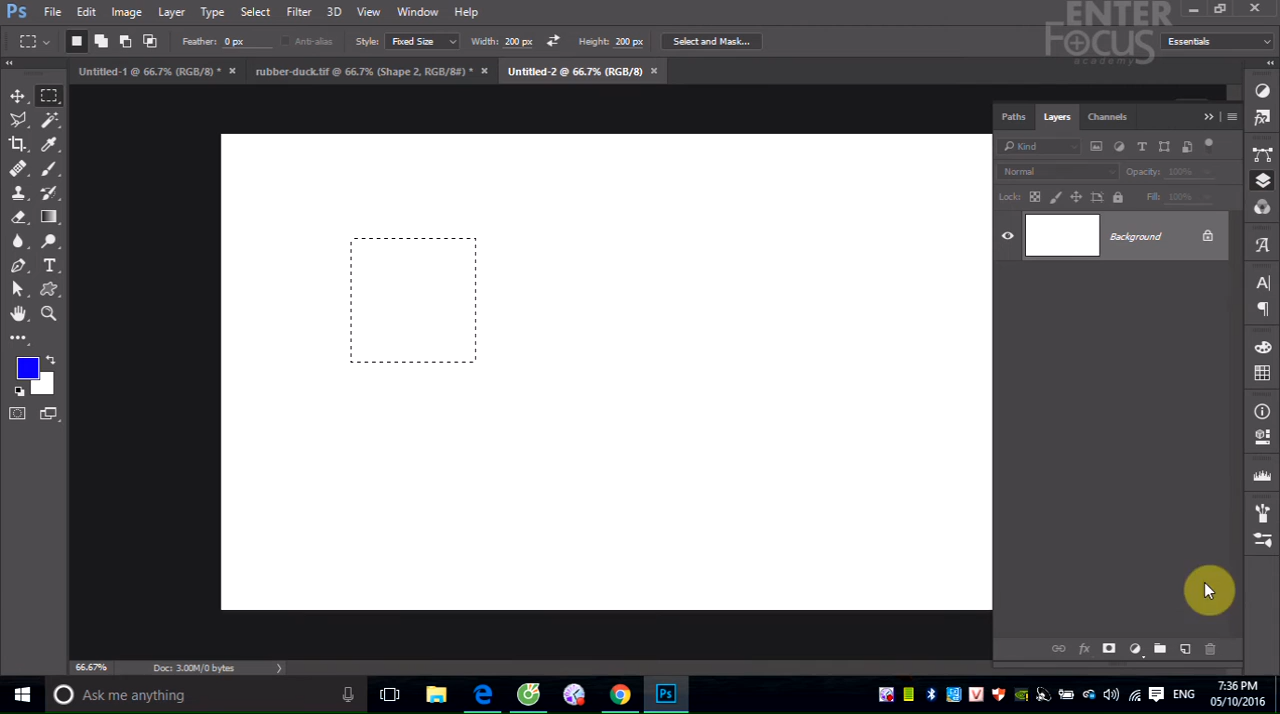 Ps File Edit Image Layer Type Select Filter 3D View Window Help
ENTER
FOCUS
academy
Feather: 0 px Anti-alias Style: Fixed Size Width: 200 px Height: 200 px Select and Mask... Essentials
Untitled-1 @ 66.7% (RGB/8) * × rubber-duck.tif @ 66.7% (Shape 2, RGB/8#) * × Untitled-2 @ 66.7% (RGB/8) ×
Paths Layers Channels
Kind
Normal Opacity: 100%
Lock: Fill: 100%
Background
66.67% Doc: 3.00M/0 bytes
Ask me anything
Ps
ENG
7:36 PM
05/10/2016